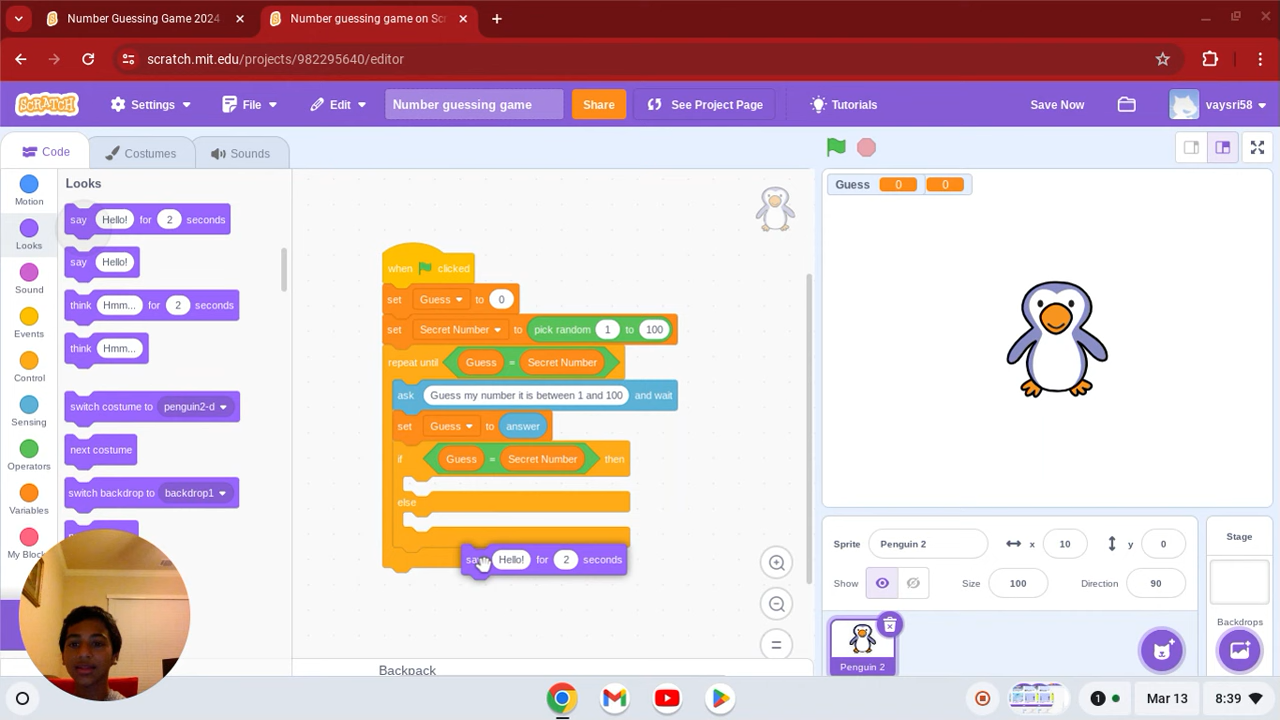 Number Guessing Game 2024
Number guessing game on Scr
scratch.mit.edu/projects/982295640/editor
SCRATCH
Settings
File
Edit
Number guessing game
Share
See Project Page
Tutorials
Save Now
vaysri58
Code
Costumes
Sounds
Motion
Looks
Sound
Events
Control
Sensing
Operators
Variables
My Block
Looks
say Hello! for 2 seconds
say Hello!
think Hmm... for 2 seconds
think Hmm...
switch costume to penguin2-d
next costume
switch backdrop to backdrop1
when clicked
set Guess to 0
set Secret Number to pick random 1 to 100
repeat until Guess = Secret Number
ask Guess my number it is between 1 and 100 and wait
set Guess to answer
if Guess = Secret Number then
else
say Hello! for 2 seconds
Backpack
Guess 0 0
Sprite Penguin 2 x 10 y 0
Show Size 100 Direction 90
Penguin 2
Stage
Backdrops
1 Mar 13 8:39